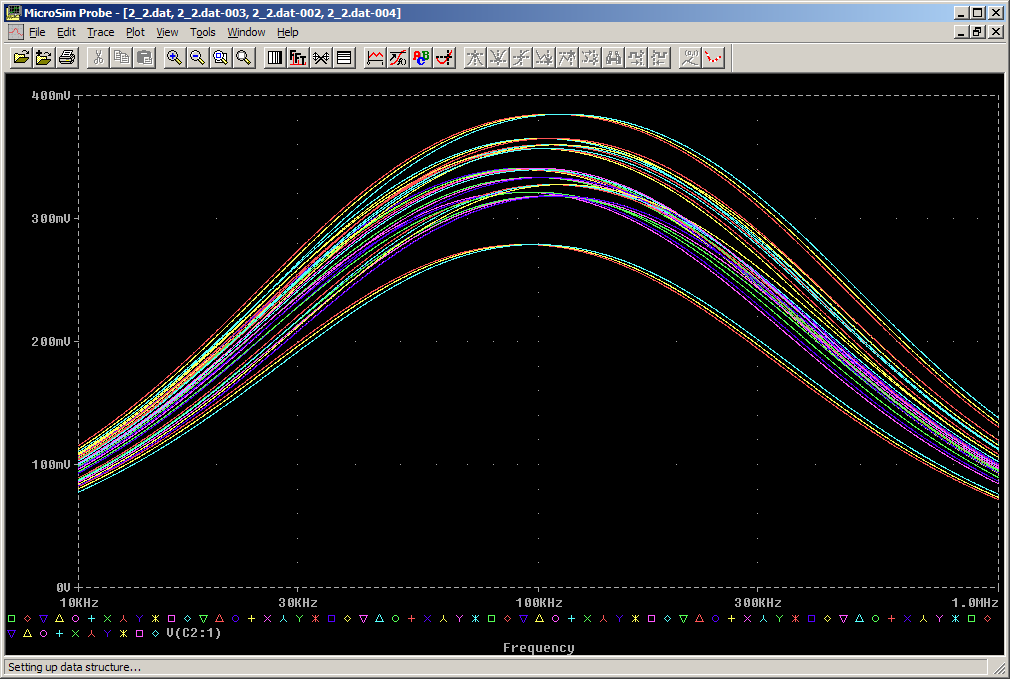 MicroSim Probe - [2_2.dat, 2_2.dat-003, 2_2.dat-002, 2_2.dat-004]
File Edit Trace Plot View Tools Window Help
400mV
300mV
200mV
100mV
0V
10KHz 30KHz 100KHz 300KHz 1.0MHz
V(C2:1)
Frequency
Setting up data structure...